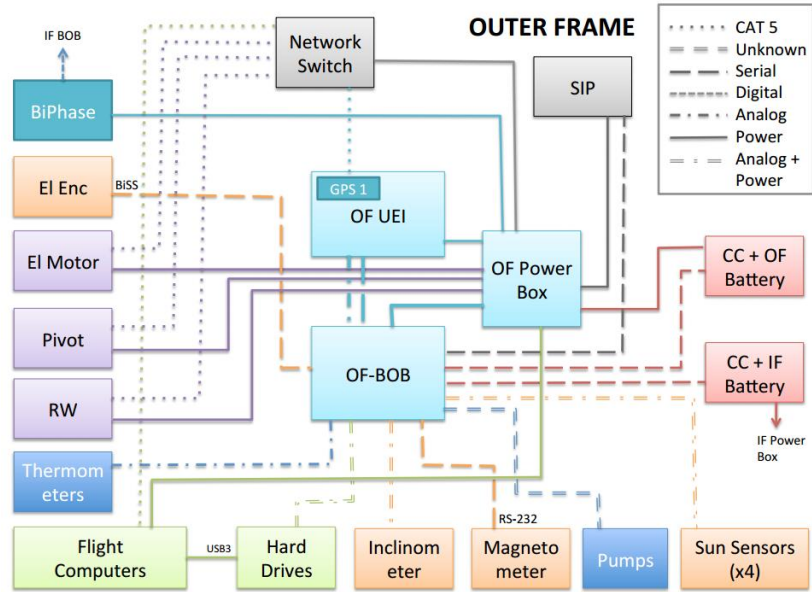 OUTER FRAME
IF BOB
Network
Switch
SIP
CAT 5
Unknown
Serial
Digital
Analog
Power
Analog +
Power
BiPhase
El Enc
BiSS
GPS 1
OF UEI
El Motor
OF Power
Box
CC + OF
Battery
Pivot
OF-BOB
CC + IF
Battery
RW
IF Power
Box
Thermom
eters
Flight
Computers
USB3
Hard
Drives
Inclinom
eter
RS-232
Magneto
meter
Pumps
Sun Sensors
(x4)